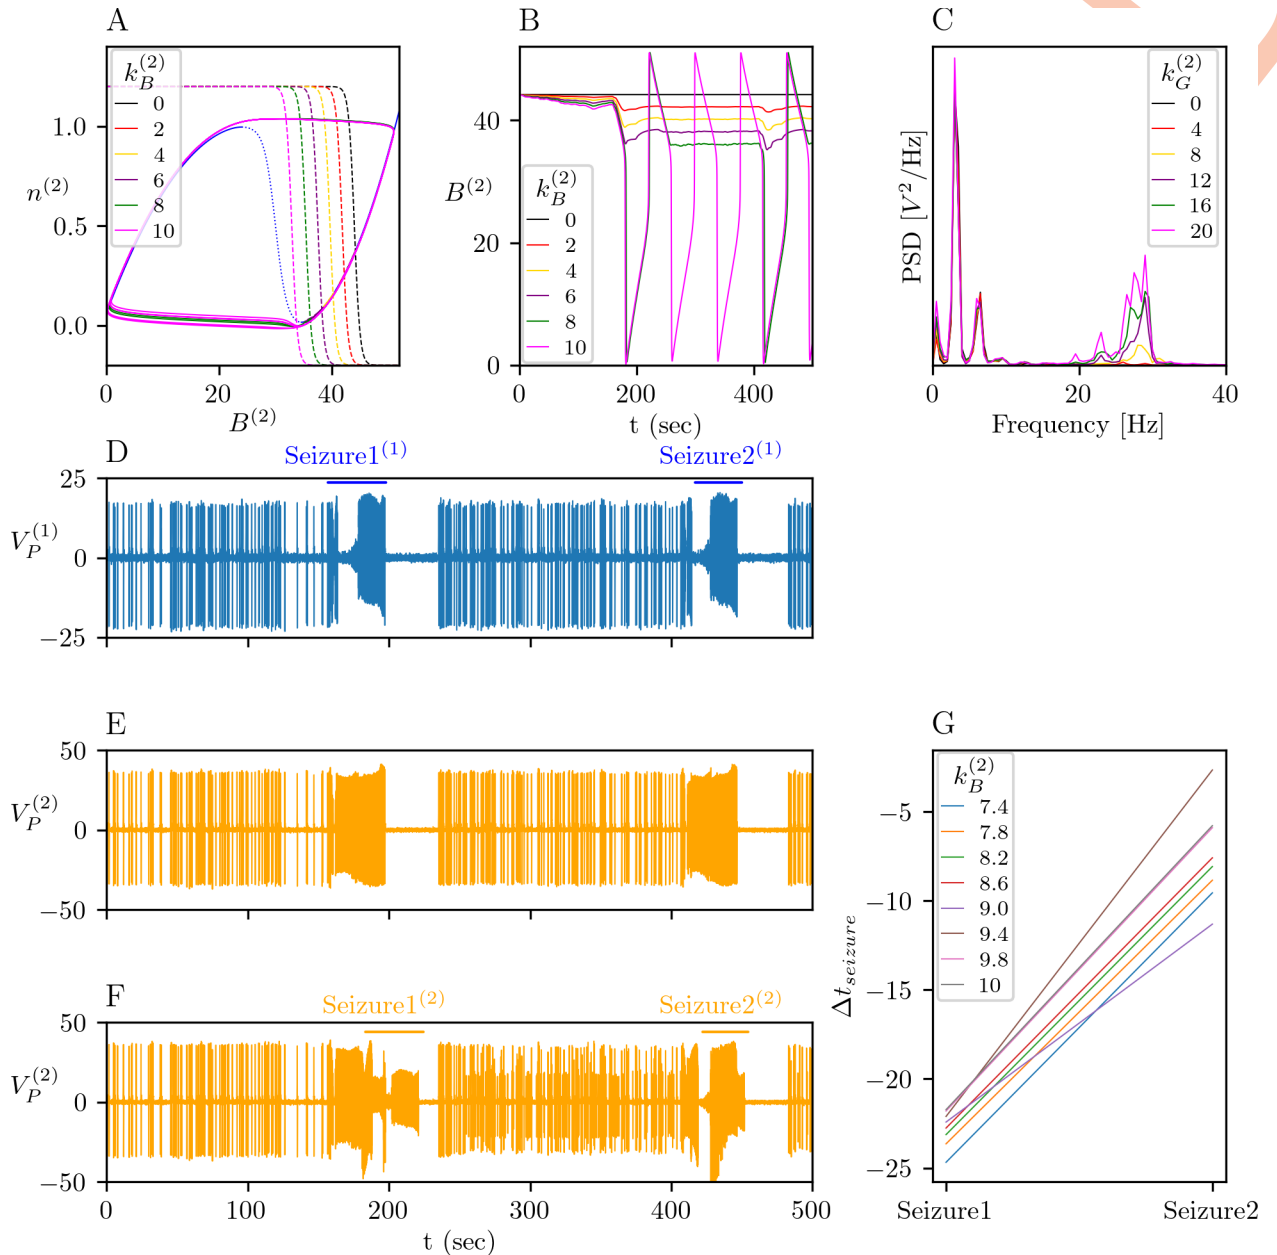 A
k_B^(2)
0
2
4
6
8
10
n^(2)
1.0
0.5
0.0
0
20
40
B^(2)
B
k_B^(2)
0
2
4
6
8
10
B^(2)
40
20
0
0
200
400
t (sec)
C
k_G^(2)
0
4
8
12
16
20
PSD [V^2/Hz]
0
20
40
Frequency [Hz]
D
Seizure1^(1)
Seizure2^(1)
V_P^(1)
25
0
−25
E
V_P^(2)
50
0
−50
F
Seizure1^(2)
Seizure2^(2)
V_P^(2)
50
0
−50
0
100
200
300
400
500
t (sec)
G
k_B^(2)
7.4
7.8
8.2
8.6
9.0
9.4
9.8
10
Δt_seizure
−5
−10
−15
−20
−25
Seizure1
Seizure2